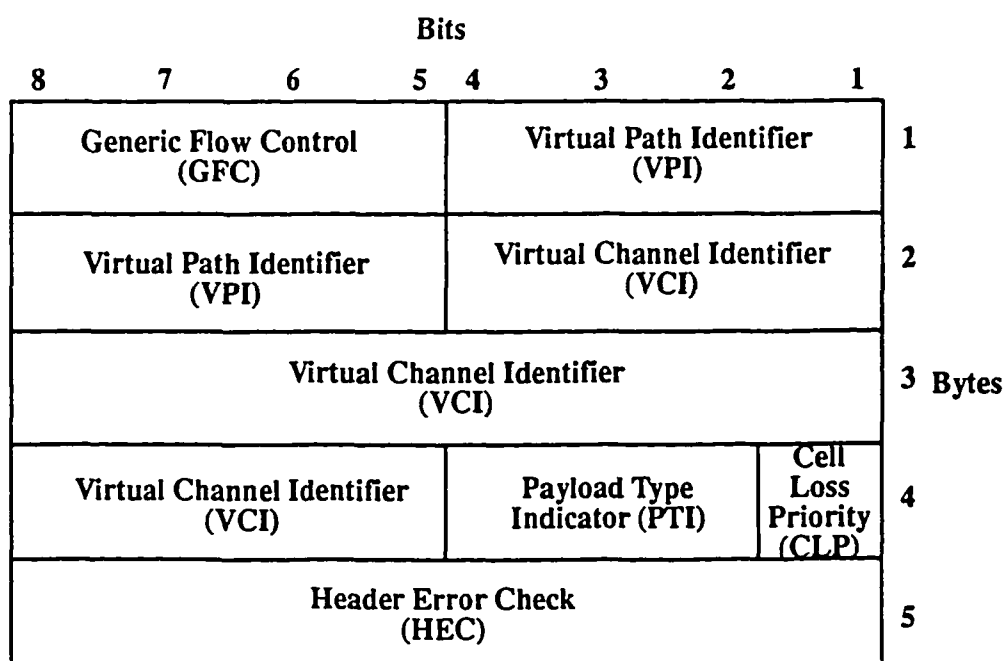 Bits
8 7 6 5 4 3 2 1
Generic Flow Control
(GFC)
Virtual Path Identifier
(VPI)
1
Virtual Path Identifier
(VPI)
Virtual Channel Identifier
(VCI)
2
Virtual Channel Identifier
(VCI)
3 Bytes
Virtual Channel Identifier
(VCI)
Payload Type
Indicator (PTI)
Cell
Loss
Priority
(CLP)
4
Header Error Check
(HEC)
5